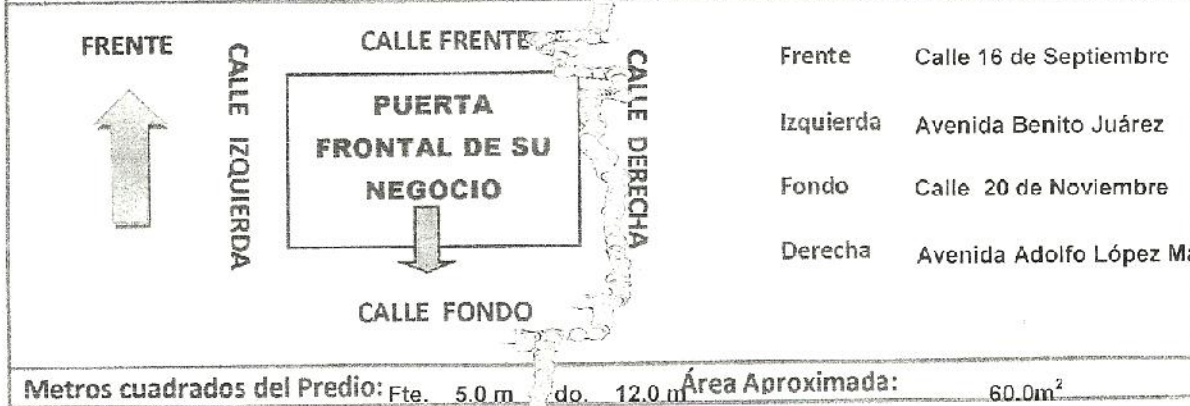 FRENTE
CALLE IZQUIERDA
CALLE FRENTE
PUERTA
FRONTAL DE SU
NEGOCIO
CALLE FONDO
CALLE DERECHA
Frente Calle 16 de Septiembre
Izquierda Avenida Benito Juárez
Fondo Calle 20 de Noviembre
Derecha Avenida Adolfo López
Metros cuadrados del Predio: Fte. 5.0 m do. 12.0 m Área Aproximada: 60.0m²